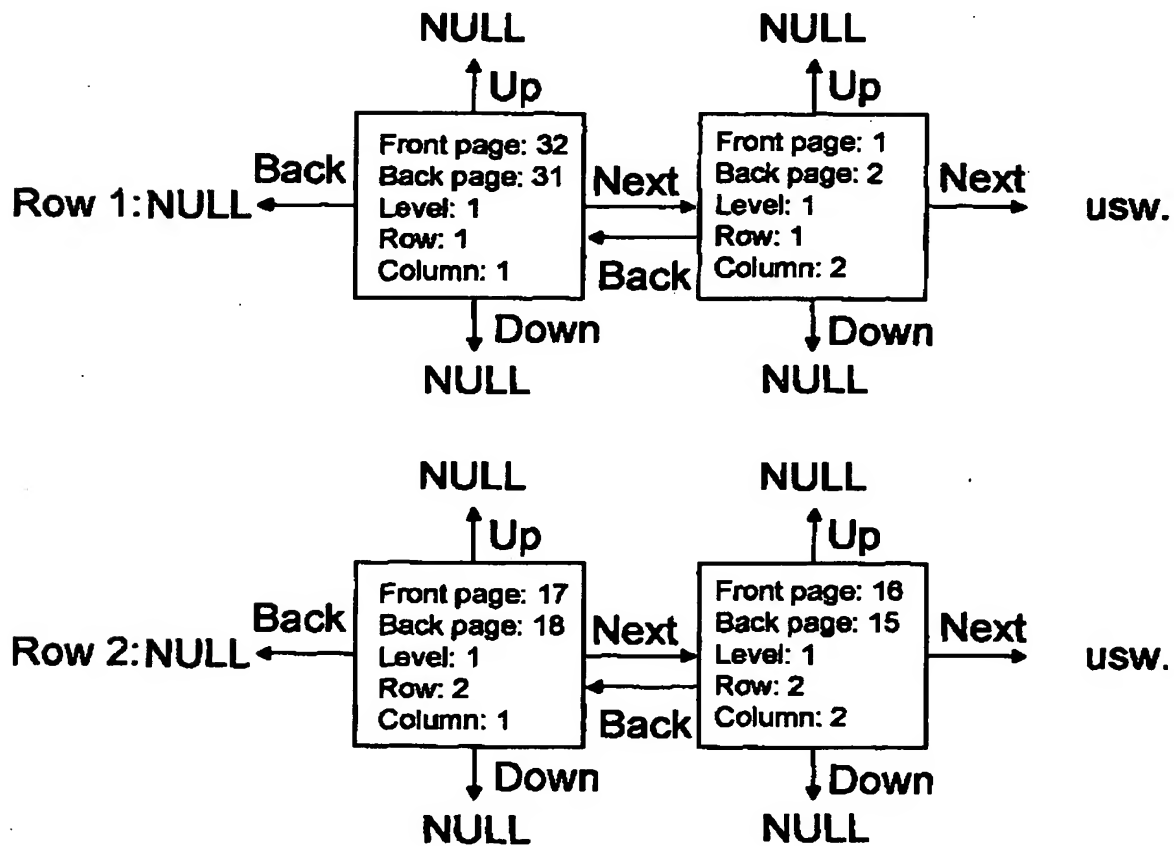 NULL NULL
Up Up
Front page: 32
Back page: 31
Level: 1
Row: 1
Column: 1
Front page: 1
Back page: 2
Level: 1
Row: 1
Column: 2
Row 1: NULL Back Next Back Next usw.
Down Down
NULL NULL
NULL NULL
Up Up
Front page: 17
Back page: 18
Level: 1
Row: 2
Column: 1
Front page: 16
Back page: 15
Level: 1
Row: 2
Column: 2
Row 2: NULL Back Next Back Next usw.
Down Down
NULL NULL